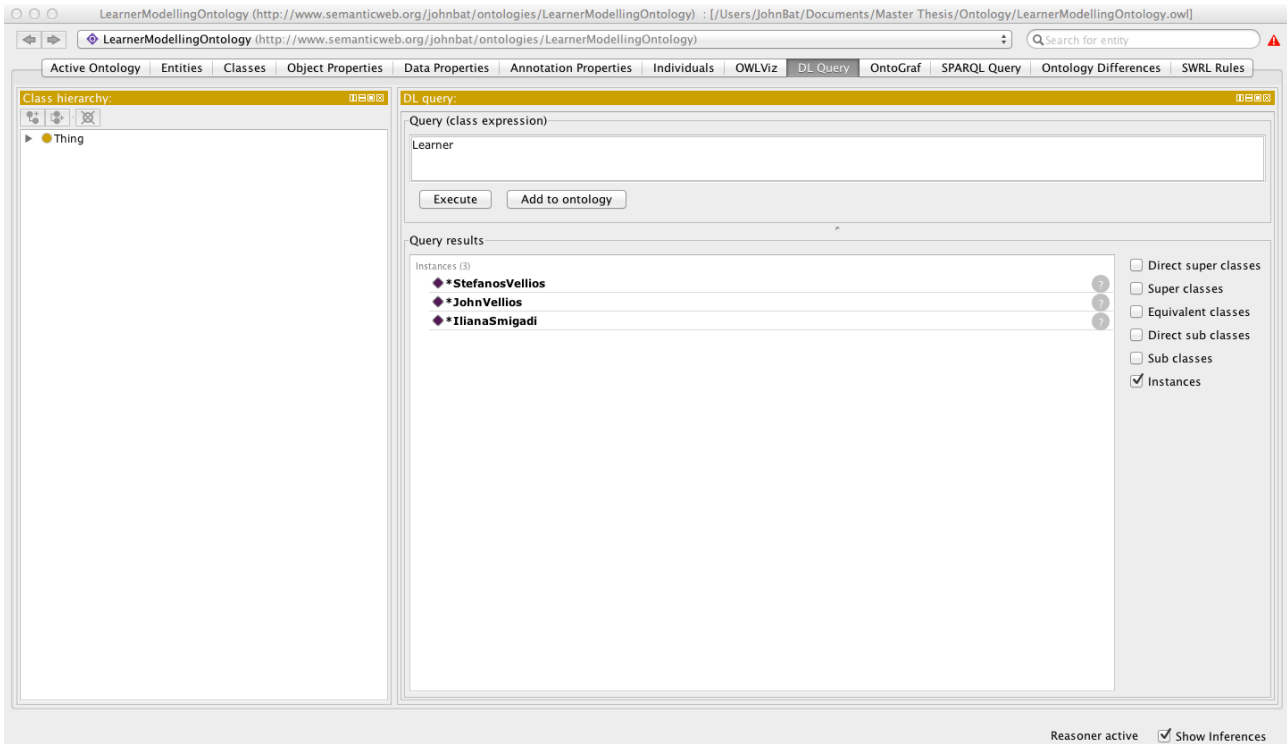 LearnerModellingOntology (http://www.semanticweb.org/johnbat/ontologies/LearnerModellingOntology) : [/Users/JohnBat/Documents/Master Thesis/Ontology/LearnerModellingOntology.owl]
LearnerModellingOntology (http://www.semanticweb.org/johnbat/ontologies/LearnerModellingOntology)
Search for entity
Active Ontology Entities Classes Object Properties Data Properties Annotation Properties Individuals OWLViz DL Query OntoGraf SPARQL Query Ontology Differences SWRL Rules
Class hierarchy:
Thing
DL query:
Query (class expression)
Learner
Execute Add to ontology
Query results
Instances (3)
*StefanosVellios ?
*JohnVellios ?
*IlianaSmigadi ?
Direct super classes
Super classes
Equivalent classes
Direct sub classes
Sub classes
Instances
Reasoner active Show Inferences